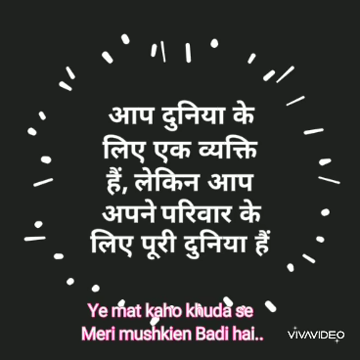 आप दुनिया के
लिए एक व्यक्ति
हैं, लेकिन आप
अपने परिवार के
लिए पूरी दुनिया हैं
Ye mat kaho khuda se
Meri mushkien Badi hai..
VIVAVIDEO